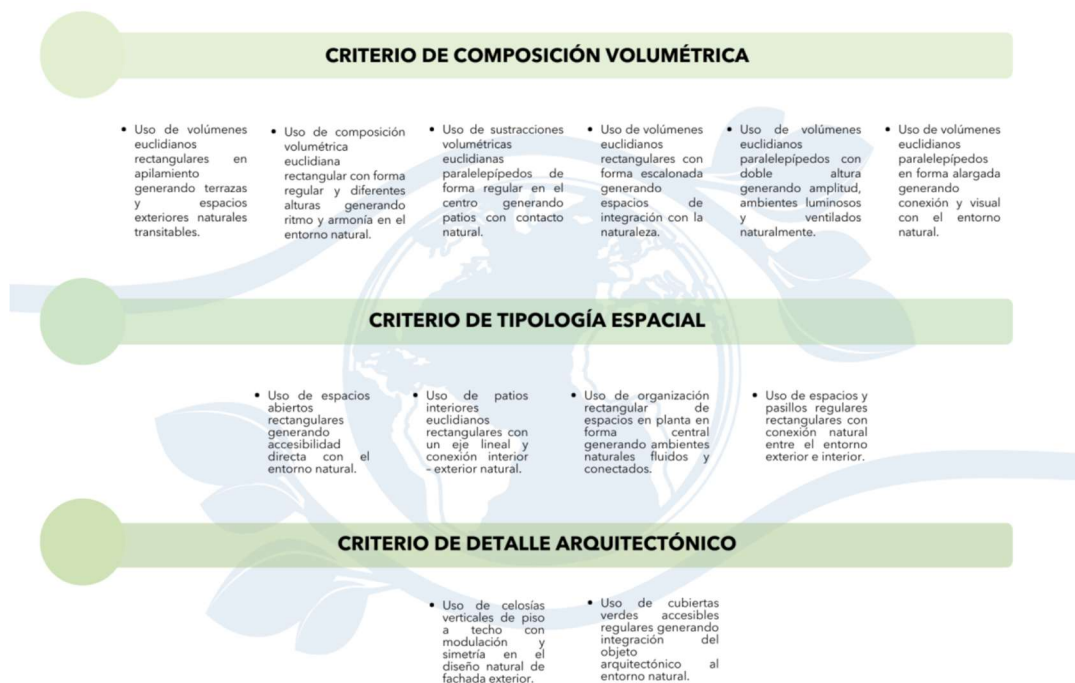 CRITERIO DE COMPOSICIÓN VOLUMÉTRICA
• Uso de volúmenes
euclidianos
rectangulares en
apilamiento
generando terrazas
y espacios
exteriores naturales
transitables.
• Uso de composición
volumétrica
euclidiana
rectangular con forma
regular y diferentes
alturas generando
ritmo y armonía en el
entorno natural.
• Uso de sustracciones
volumétricas
euclidianas
paralelepípedos de
forma regular en el
centro generando
patios con contacto
natural.
• Uso de volúmenes
euclidianos
rectangulares con
forma escalonada
generando
espacios de
integración con la
naturaleza.
• Uso de volúmenes
euclidianos
paralelepípedos con
doble altura
generando amplitud,
ambientes luminosos
y ventilados
naturalmente.
• Uso de volúmenes
euclidianos
paralelepípedos
en forma alargada
generando
conexión y visual
con el entorno
natural.
CRITERIO DE TIPOLOGÍA ESPACIAL
• Uso de espacios
abiertos
rectangulares
generando
accesibilidad
directa con el
entorno natural.
• Uso de patios
interiores
euclidianos
rectangulares con
un eje lineal y
conexión interior
– exterior natural.
• Uso de organización
rectangular de
espacios en planta en
forma central
generando ambientes
naturales fluidos y
conectados.
• Uso de espacios y
pasillos regulares
rectangulares con
conexión natural
entre el entorno
exterior e interior.
CRITERIO DE DETALLE ARQUITECTÓNICO
• Uso de celosías
verticales de piso
a techo con
modulación y
simetría en el
diseño natural de
fachada exterior.
• Uso de cubiertas
verdes accesibles
regulares generando
integración del
objeto
arquitectónico al
entorno natural.